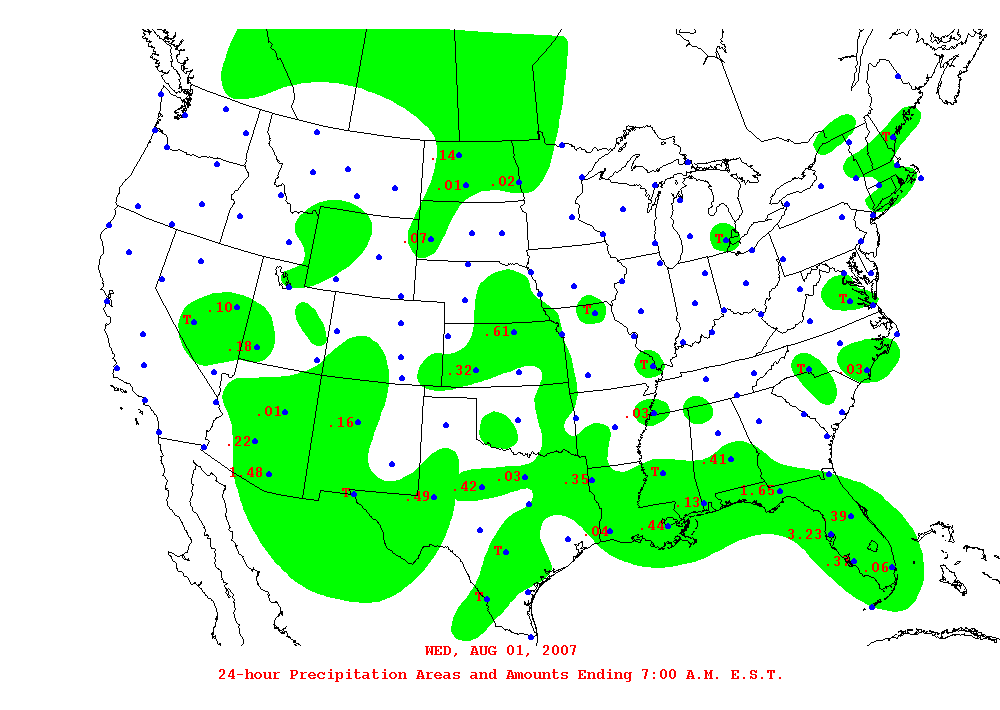 T
.14
.01
.02
.07
T
.10
T
T
T
.18
.61
T
T
.32
T
.03
.01
.03
.16
.22
.41
1.48
T
.35
.03
.42
T
.49
1.65
.13
.39
.44
.04
3.23
T
.37
.06
T
WED, AUG 01, 2007
24-hour Precipitation Areas and Amounts Ending 7:00 A.M. E.S.T.